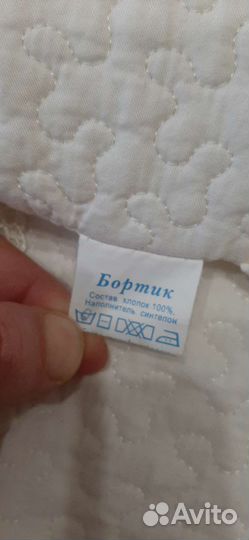 Бортик
Состав хлопок 100%.
Наполнитель синтепон
Avito